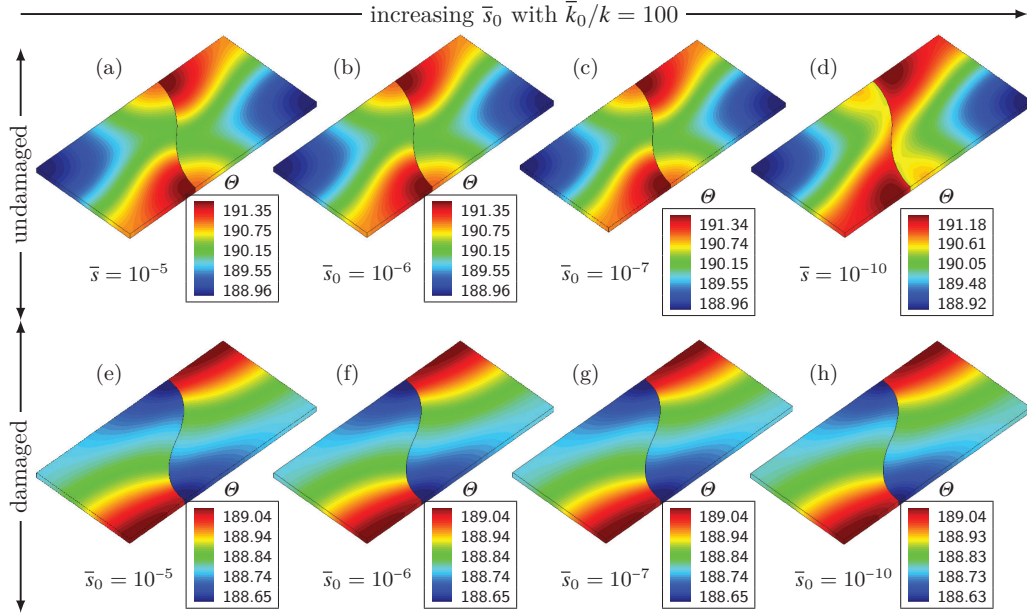 increasing s̅₀ with k̅₀/k = 100
undamaged
(a) (b) (c) (d)
Θ Θ Θ Θ
191.35 191.35 191.34 191.18
190.75 190.75 190.74 190.61
190.15 190.15 190.15 190.05
189.55 189.55 189.55 189.48
188.96 188.96 188.96 188.92
s̅ = 10⁻⁵ s̅₀ = 10⁻⁶ s̅₀ = 10⁻⁷ s̅ = 10⁻¹⁰
damaged
(e) (f) (g) (h)
Θ Θ Θ Θ
189.04 189.04 189.04 189.04
188.94 188.94 188.94 188.93
188.84 188.84 188.84 188.83
188.74 188.74 188.74 188.73
188.65 188.65 188.65 188.63
s̅₀ = 10⁻⁵ s̅₀ = 10⁻⁶ s̅₀ = 10⁻⁷ s̅₀ = 10⁻¹⁰